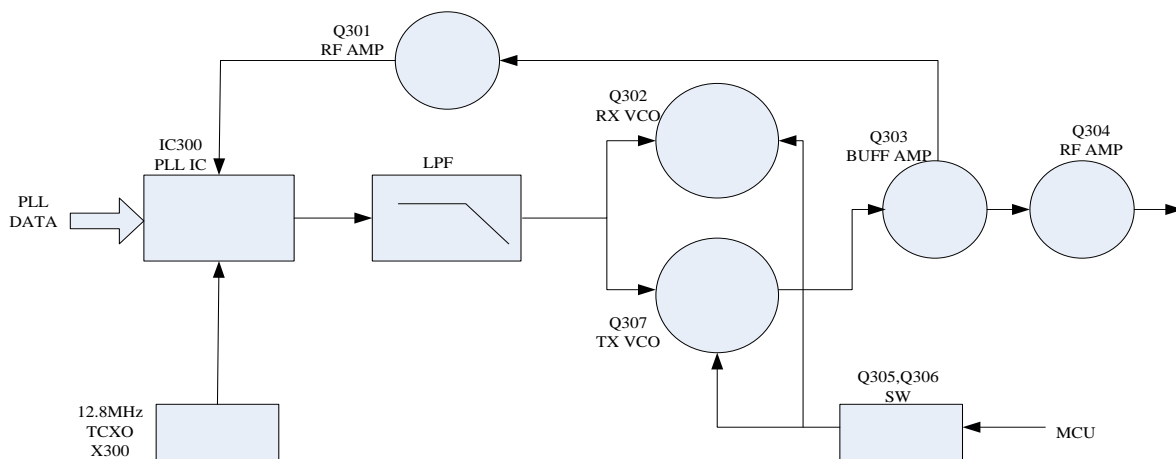 Q301
RF AMP
Q302
RX VCO
Q303
BUFF AMP
Q304
RF AMP
IC300
PLL IC
LPF
PLL
DATA
Q307
TX VCO
Q305,Q306
SW
12.8MHz
TCXO
X300
MCU